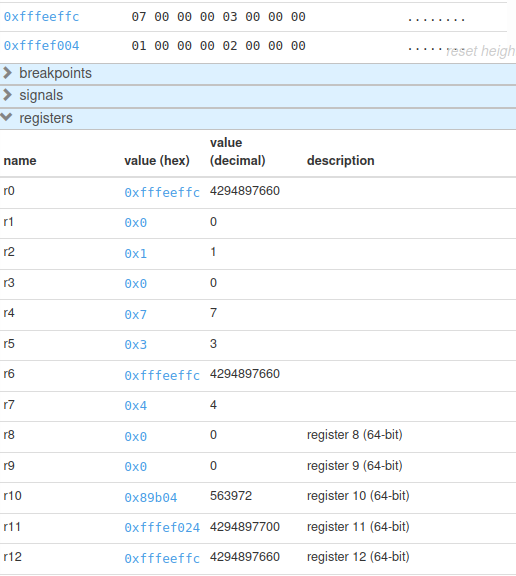 0xfffeeffc 07 00 00 00 03 00 00 00 ........
0xfffef004 01 00 00 00 02 00 00 00 ........
reset heigh
breakpoints
signals
registers
name value (hex) value (decimal) description
r0 0xfffeeffc 4294897660
r1 0x0 0
r2 0x1 1
r3 0x0 0
r4 0x7 7
r5 0x3 3
r6 0xfffeeffc 4294897660
r7 0x4 4
r8 0x0 0 register 8 (64-bit)
r9 0x0 0 register 9 (64-bit)
r10 0x89b04 563972 register 10 (64-bit)
r11 0xfffef024 4294897700 register 11 (64-bit)
r12 0xfffeeffc 4294897660 register 12 (64-bit)